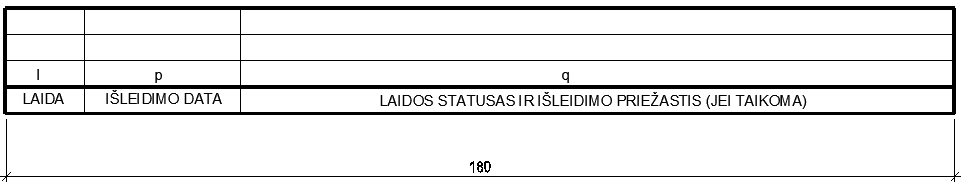 l p q
LAIDA IŠLEIDIMO DATA LAIDOS STATUSAS IR IŠLEIDIMO PRIEŽASTIS (JEI TAIKOMA)
180